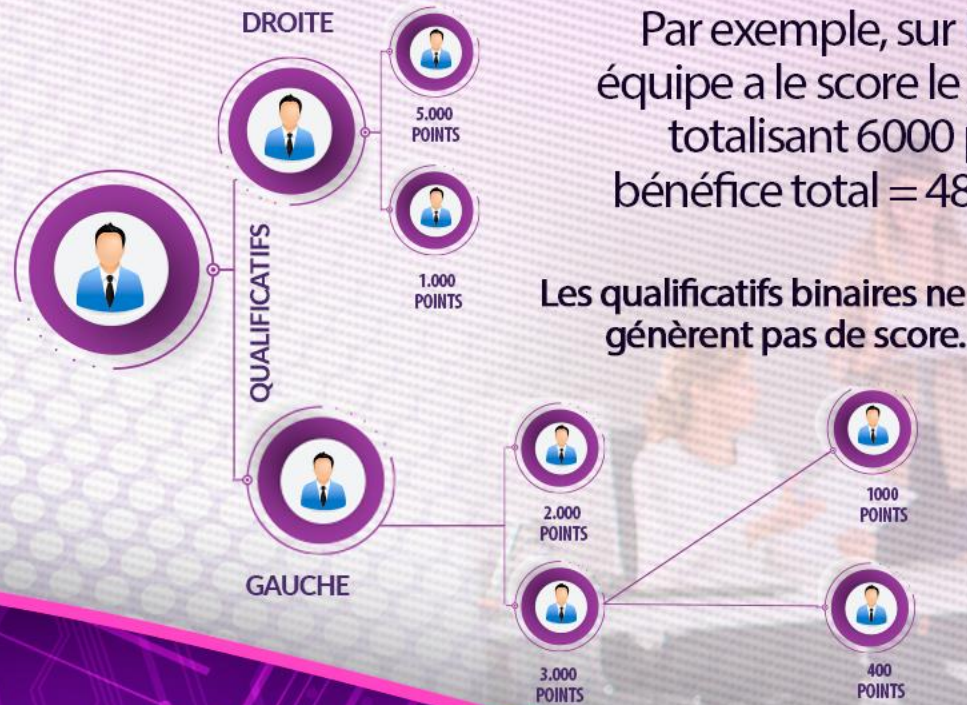 DROITE
5.000
POINTS
1.000
POINTS
QUALIFICATIFS
GAUCHE
Par exemple, sur
équipe a le score le
totalisant 6000
bénéfice total = 48
Les qualificatifs binaires ne
génèrent pas de score.
2.000
POINTS
3.000
POINTS
1000
POINTS
400
POINTS